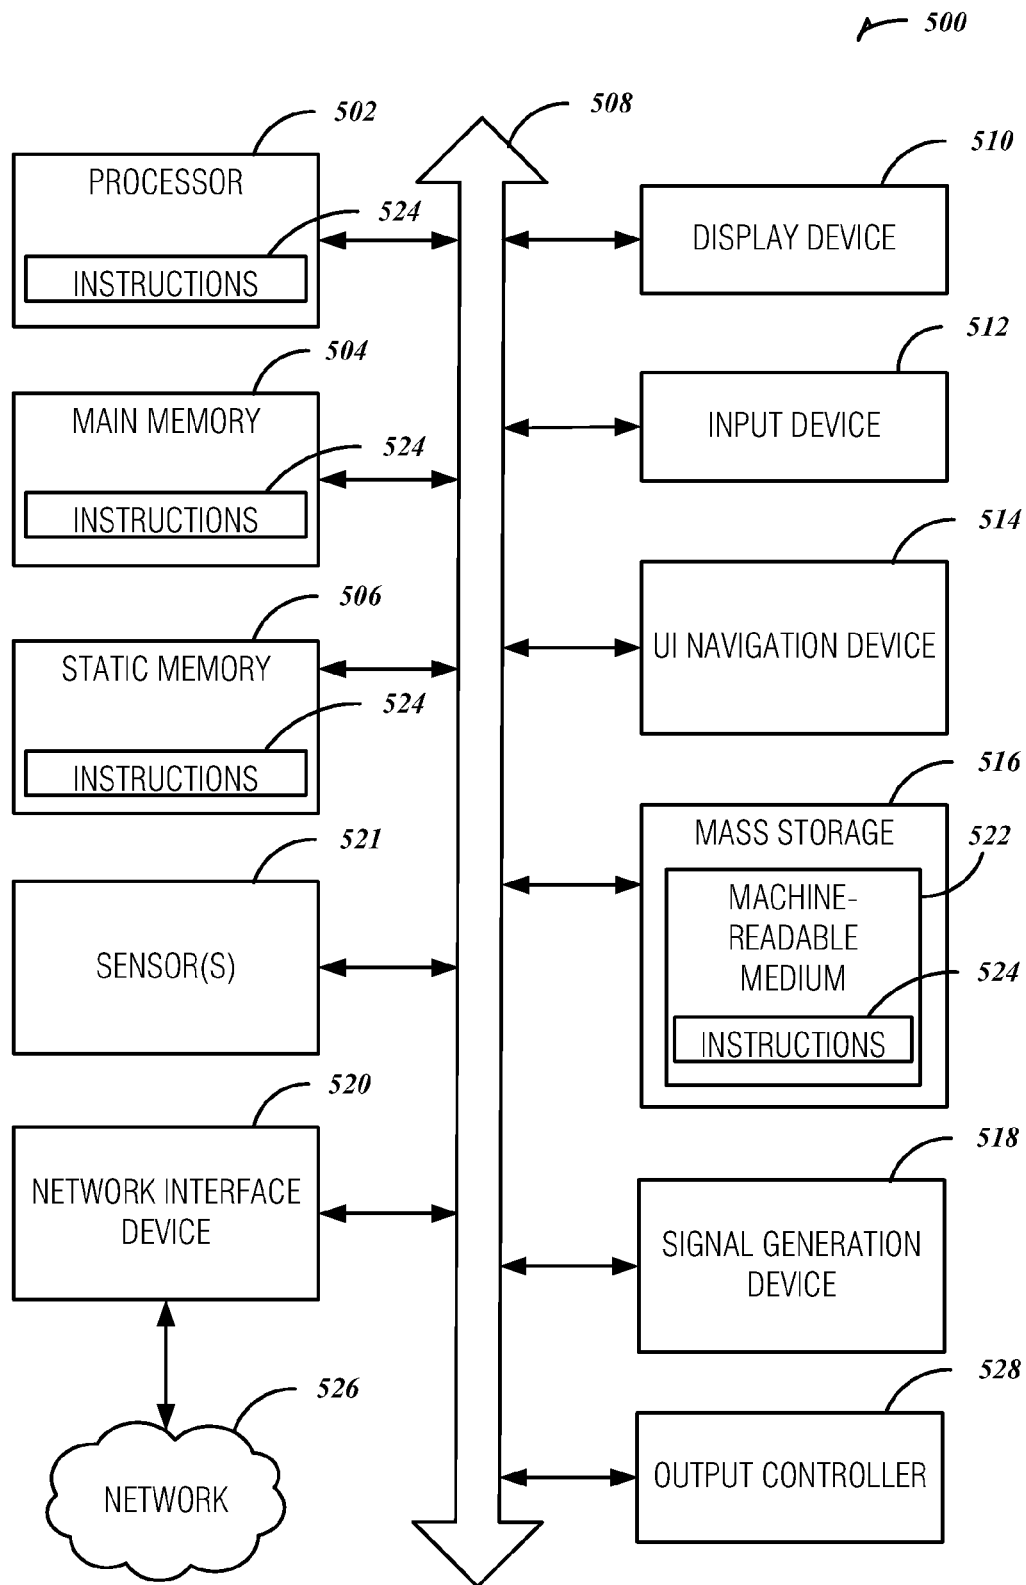 500
502
PROCESSOR
524
INSTRUCTIONS
504
MAIN MEMORY
524
INSTRUCTIONS
506
STATIC MEMORY
524
INSTRUCTIONS
521
SENSOR(S)
520
NETWORK INTERFACE
DEVICE
526
NETWORK
508
510
DISPLAY DEVICE
512
INPUT DEVICE
514
UI NAVIGATION DEVICE
516
MASS STORAGE
522
MACHINE-
READABLE
MEDIUM
524
INSTRUCTIONS
518
SIGNAL GENERATION
DEVICE
528
OUTPUT CONTROLLER